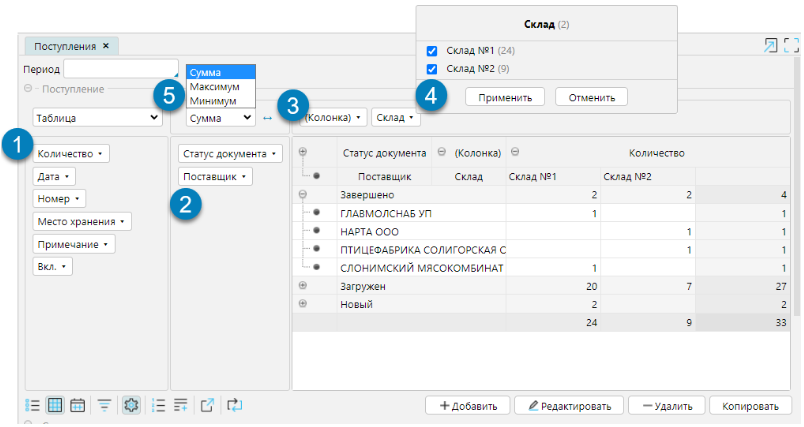 Склад (2)
Поступления ×
Склад №1 (24)
Период
Склад №2 (9)
Сумма
Поступление
Максимум
5
4
Применить
Отменить
Минимум
3
Таблица
Сумма
(Колонка)
Склад
1
Количество
Статус документа
Статус документа
(Колонка)
Количество
Дата
Поставщик
Поставщик
Склад
Склад №1
Склад №2
Номер
2
Завершено
2
2
4
Место хранения
ГЛАВМОЛСНАБ УП
1
1
Примечание
НАРТА ООО
1
1
ПТИЦЕФАБРИКА СОЛИГОРСКАЯ С
1
1
Вкл.
СЛОНИМСКИЙ МЯСОКОМБИНАТ
1
1
Загружен
20
7
27
Новый
2
2
24
9
33
+ Добавить
Редактировать
— Удалить
Копировать